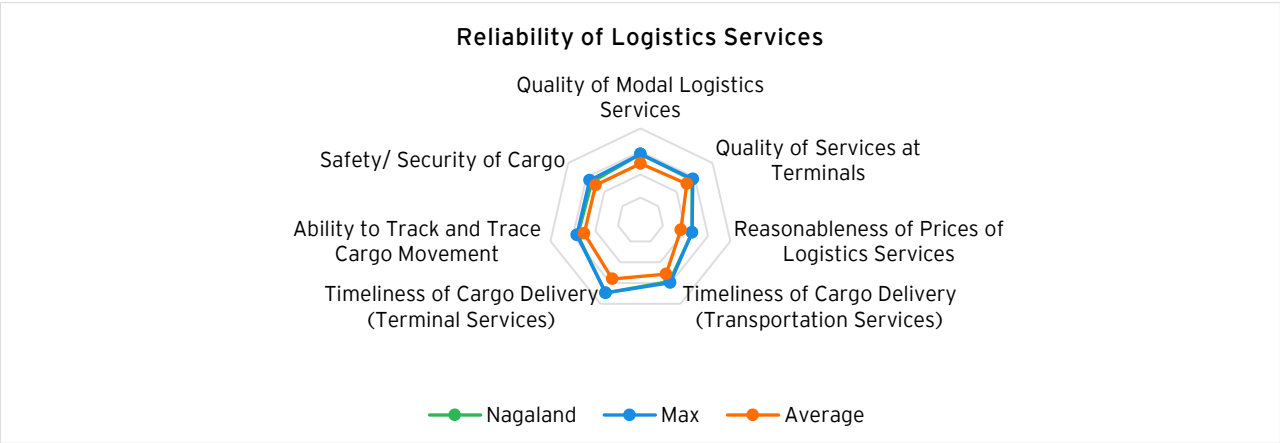 Reliability of Logistics Services
Quality of Modal Logistics
Services
Quality of Services at
Terminals
Reasonableness of Prices of
Logistics Services
Timeliness of Cargo Delivery
(Transportation Services)
Timeliness of Cargo Delivery
(Terminal Services)
Ability to Track and Trace
Cargo Movement
Safety/ Security of Cargo
Nagaland
Max
Average